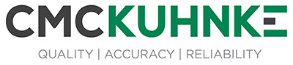 CMCKUHNKE
QUALITY | ACCURACY | RELIABILITY